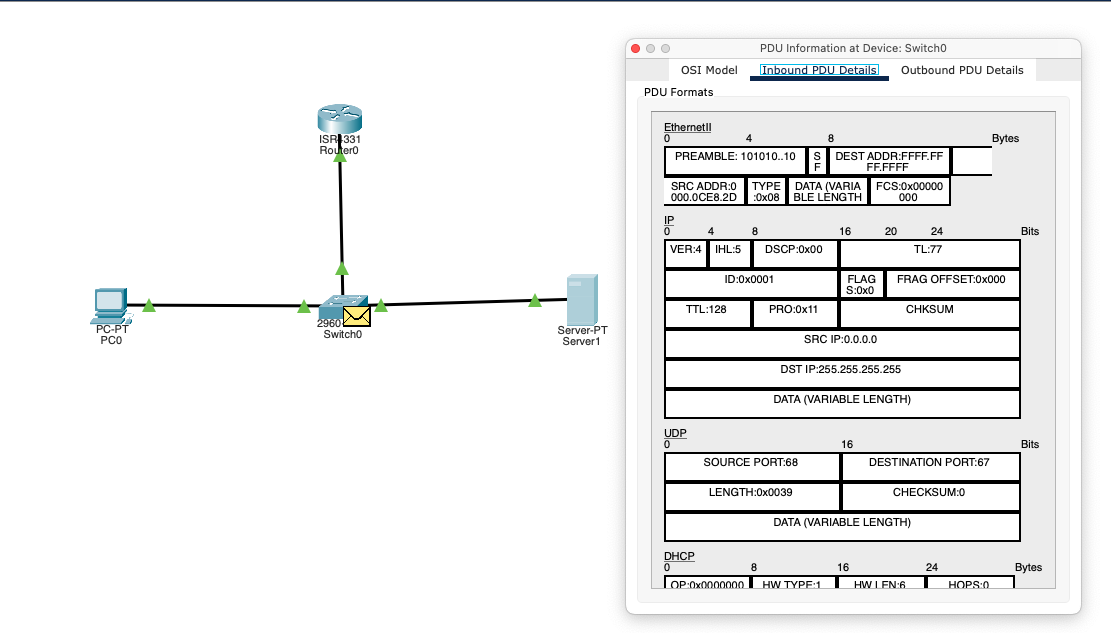 ISR4331
Router0
PC-PT
PC0
2960
Switch0
Server-PT
Server1
PDU Information at Device: Switch0
OSI Model Inbound PDU Details Outbound PDU Details
PDU Formats
EthernetII
0 4 8 Bytes
PREAMBLE: 101010..10 S DEST ADDR:FFFF.FF
F FF.FFFF
SRC ADDR:0 TYPE DATA (VARIA FCS:0x00000
000.0CE8.2D :0x08 BLE LENGTH 000
IP
0 4 8 16 20 24 Bits
VER:4 IHL:5 DSCP:0x00 TL:77
ID:0x0001 FLAG FRAG OFFSET:0x000
S:0x0
TTL:128 PRO:0x11 CHKSUM
SRC IP:0.0.0.0
DST IP:255.255.255.255
DATA (VARIABLE LENGTH)
UDP
0 16 Bits
SOURCE PORT:68 DESTINATION PORT:67
LENGTH:0x0039 CHECKSUM:0
DATA (VARIABLE LENGTH)
DHCP
0 8 16 24 Bytes
OP:0x0000000 HW TYPE:1 HW LEN:6 HOPS:0